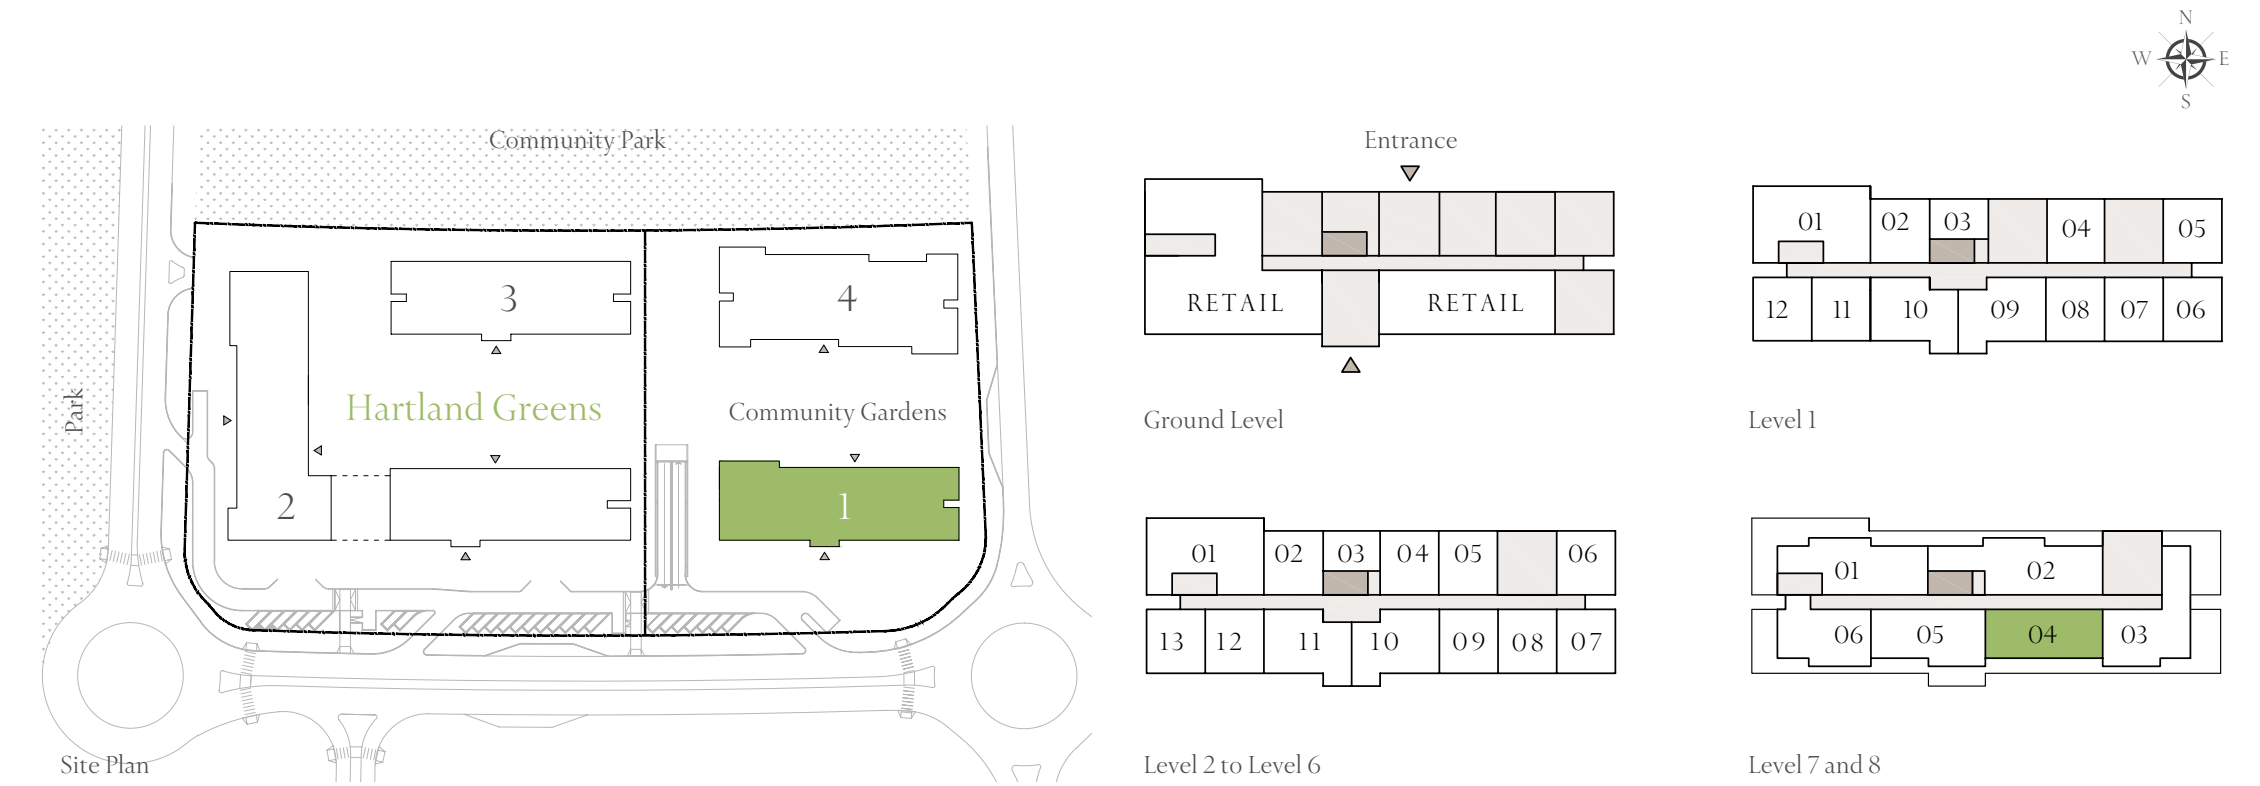 N
W
E
S
Community Park
Park
3
4
Hartland Greens
Community Gardens
2
1
Site Plan
Entrance
RETAIL
RETAIL
Ground Level
01
02
03
04
05
12
11
10
09
08
07
06
Level 1
01
02
03
04
05
06
13
12
11
10
09
08
07
Level 2 to Level 6
01
02
06
05
04
03
Level 7 and 8